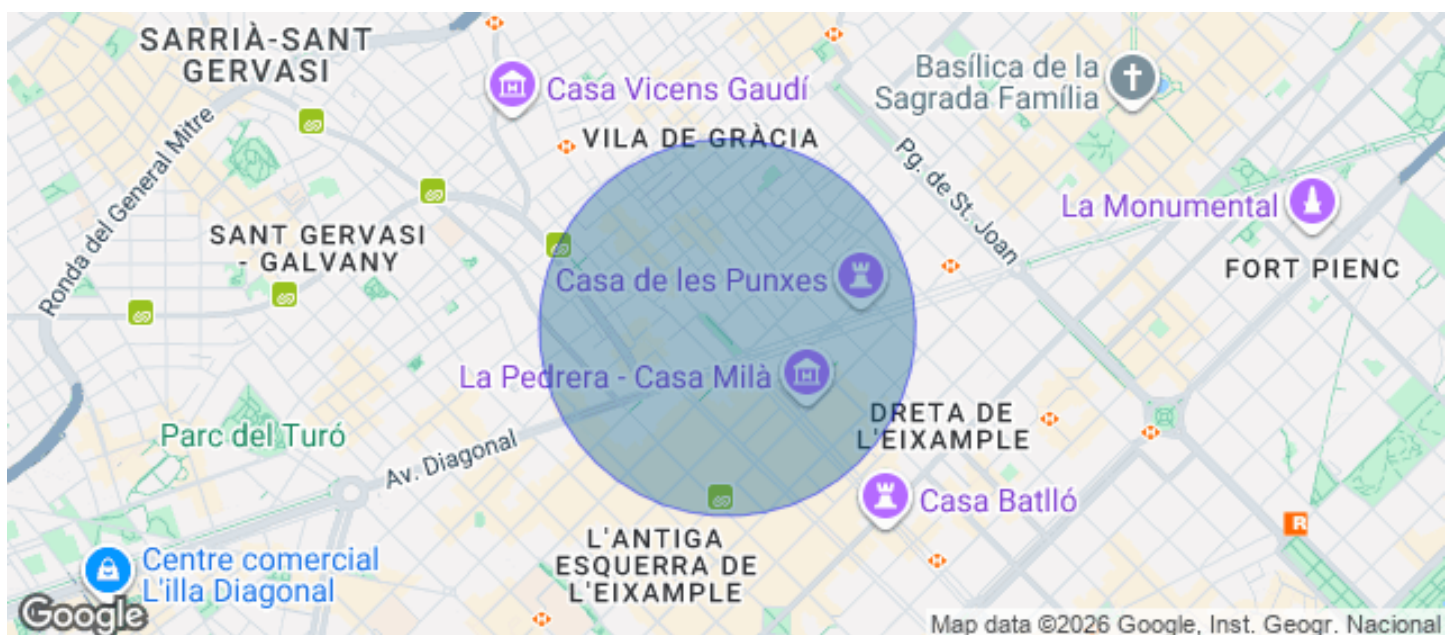 SARRIÀ-SANT
GERVASI
Casa Vicens Gaudí
Basílica de la
Sagrada Família
VILA DE GRÀCIA
Ronda del General Mitre
Pg. de St. Joan
La Monumental
SANT GERVASI
- GALVANY
Casa de les Punxes
FORT PIENC
La Pedrera - Casa Milà
DRETA DE
L'EIXAMPLE
Parc del Turó
Av. Diagonal
Casa Batlló
L'ANTIGA
ESQUERRA DE
L'EIXAMPLE
R
Centre comercial
L'illa Diagonal
Google
Map data ©2026 Google, Inst. Geogr. Nacional